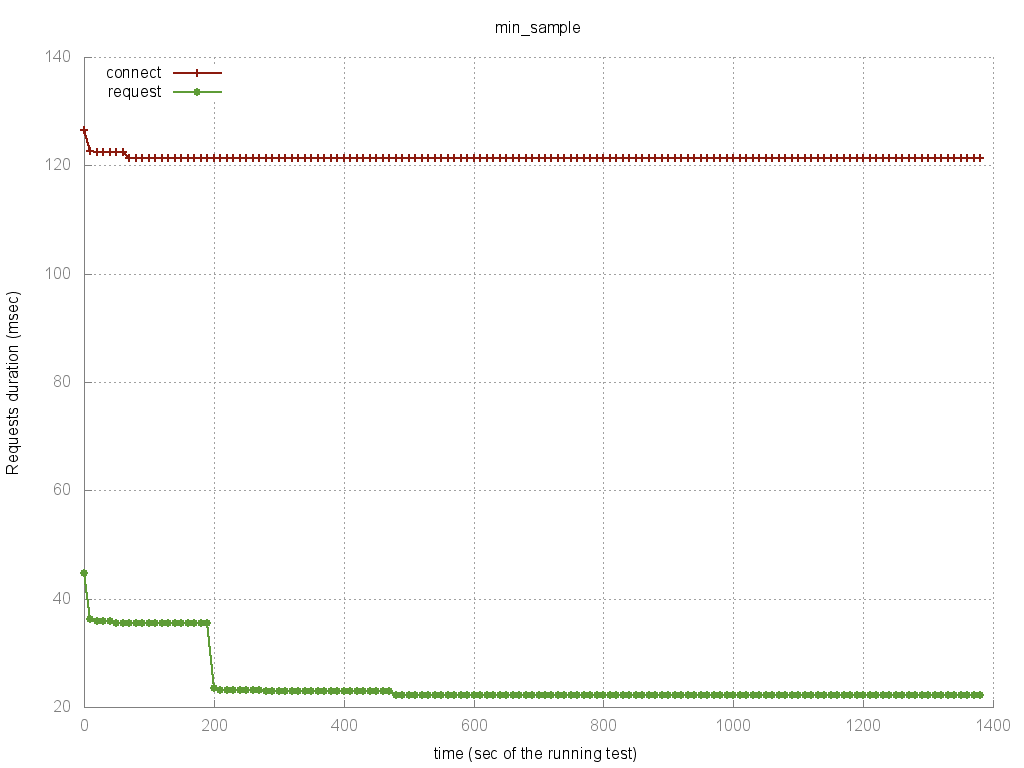 min_sample
140
120
100
80
60
40
20
connect
request
Requests duration (msec)
0 200 400 600 800 1000 1200 1400
time (sec of the running test)